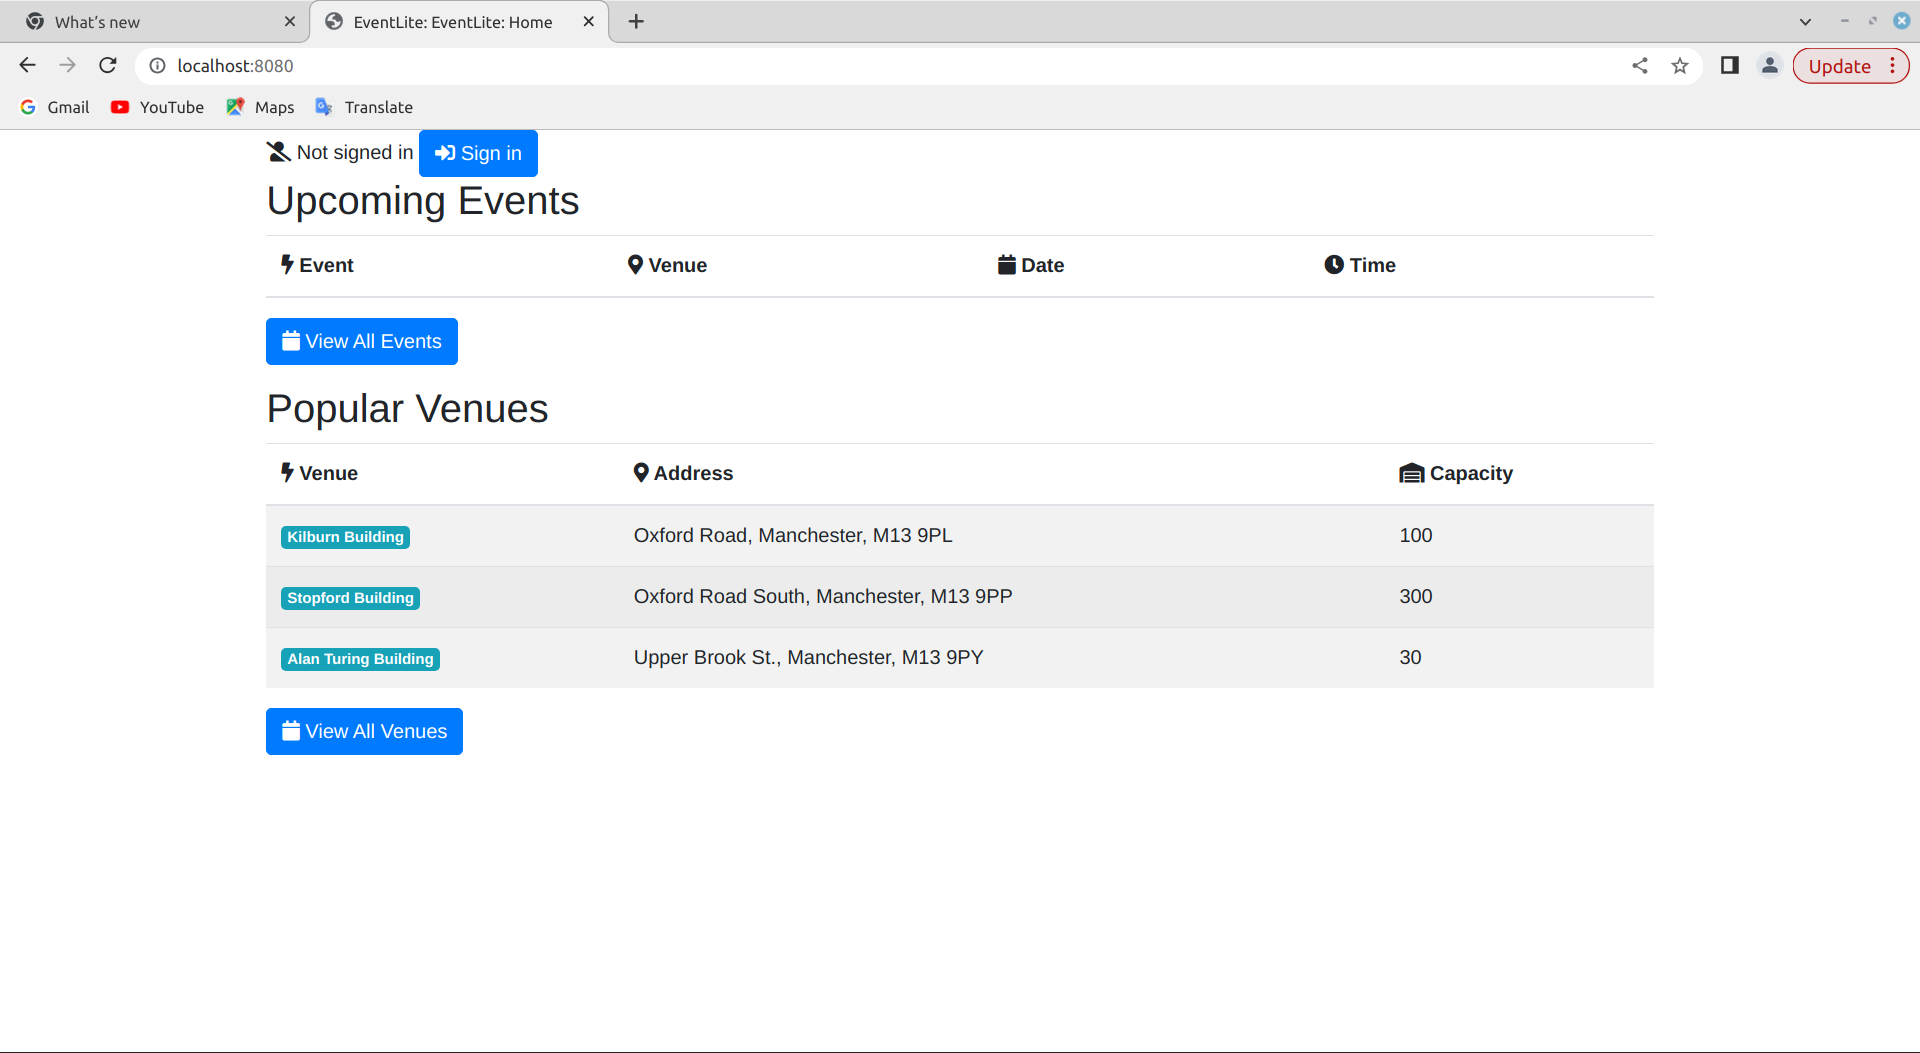 What's new
EventLite: EventLite: Home
localhost:8080
Update
Gmail
YouTube
Maps
Translate
Not signed in
Sign in
Upcoming Events
Event Venue Date Time
View All Events
Popular Venues
Venue Address Capacity
Kilburn Building Oxford Road, Manchester, M13 9PL 100
Stopford Building Oxford Road South, Manchester, M13 9PP 300
Alan Turing Building Upper Brook St., Manchester, M13 9PY 30
View All Venues